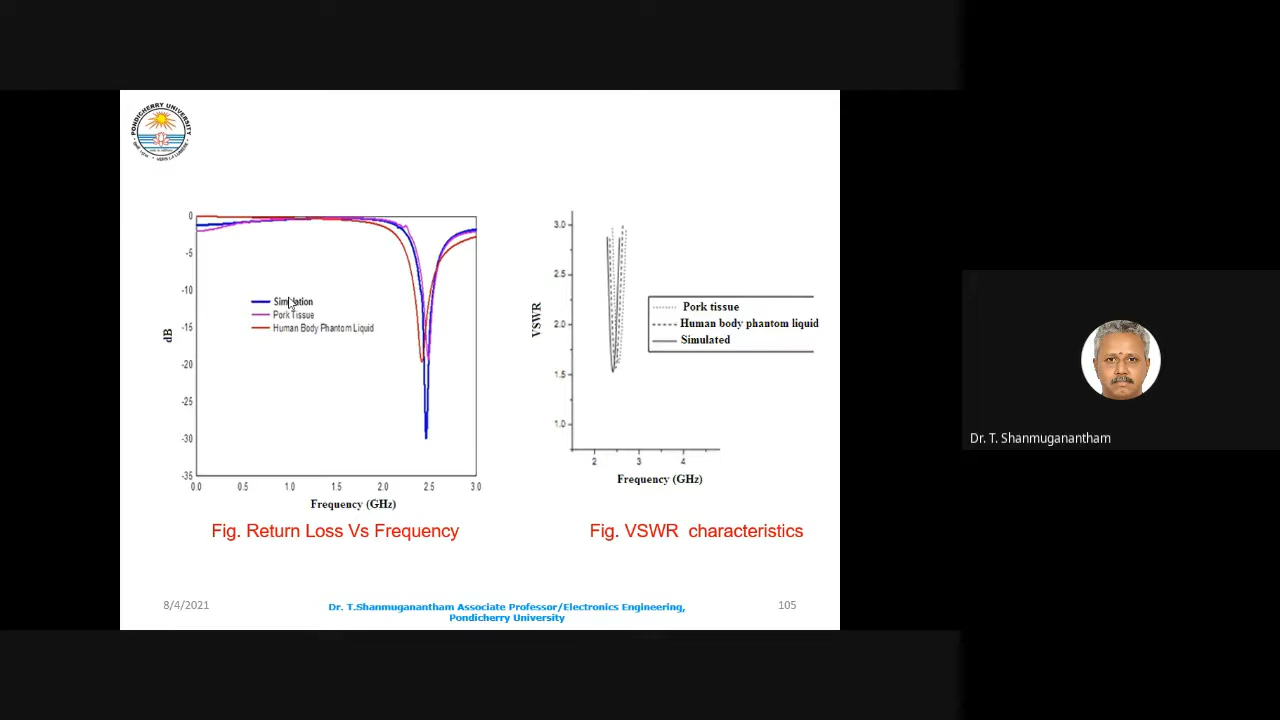 PONDICHERRY UNIVERSITY
0
-5
-10
-15
-20
-25
-30
-35
dB
Simulation
Pork Tissue
Human Body Phantom Liquid
0.0 0.5 1.0 1.5 2.0 2.5 3.0
Frequency (GHz)
Fig. Return Loss Vs Frequency
3.0
2.5
2.0
1.5
1.0
VSWR
Pork tissue
Human body phantom liquid
Simulated
2 3 4
Frequency (GHz)
Fig. VSWR characteristics
8/4/2021
Dr. T.Shanmuganantham Associate Professor/Electronics Engineering,
Pondicherry University
105
Dr. T. Shanmuganantham